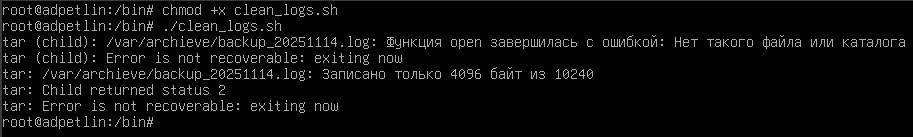 root@adpetlin:/bin# chmod +x clean_logs.sh
root@adpetlin:/bin# ./clean_logs.sh
tar (child): /var/archieve/backup_20251114.log: Функция open завершилась с ошибкой: Нет такого файла или каталога
tar (child): Error is not recoverable: exiting now
tar: /var/archieve/backup_20251114.log: Записано только 4096 байт из 10240
tar: Child returned status 2
tar: Error is not recoverable: exiting now
root@adpetlin:/bin#